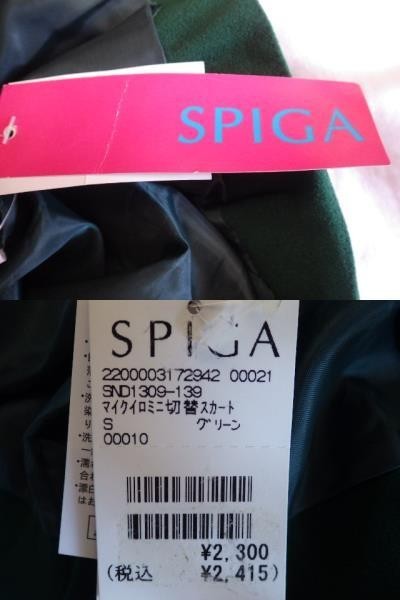 SPIGA
SPIGA
2200003172942 00021
SND1309-139
マイクイロミニ切替スカート
S グリーン
00010
¥2,300
(税込 ¥2,415)